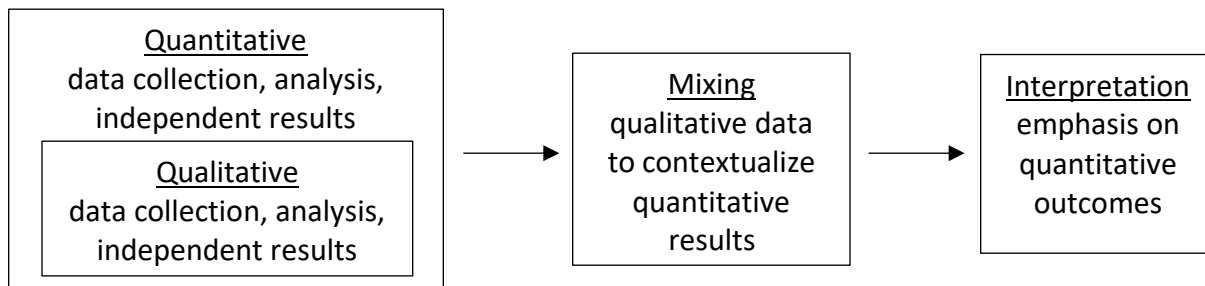 Quantitative
data collection, analysis,
independent results
Qualitative
data collection, analysis,
independent results
Mixing
qualitative data
to contextualize
quantitative
results
Interpretation
emphasis on
quantitative
outcomes